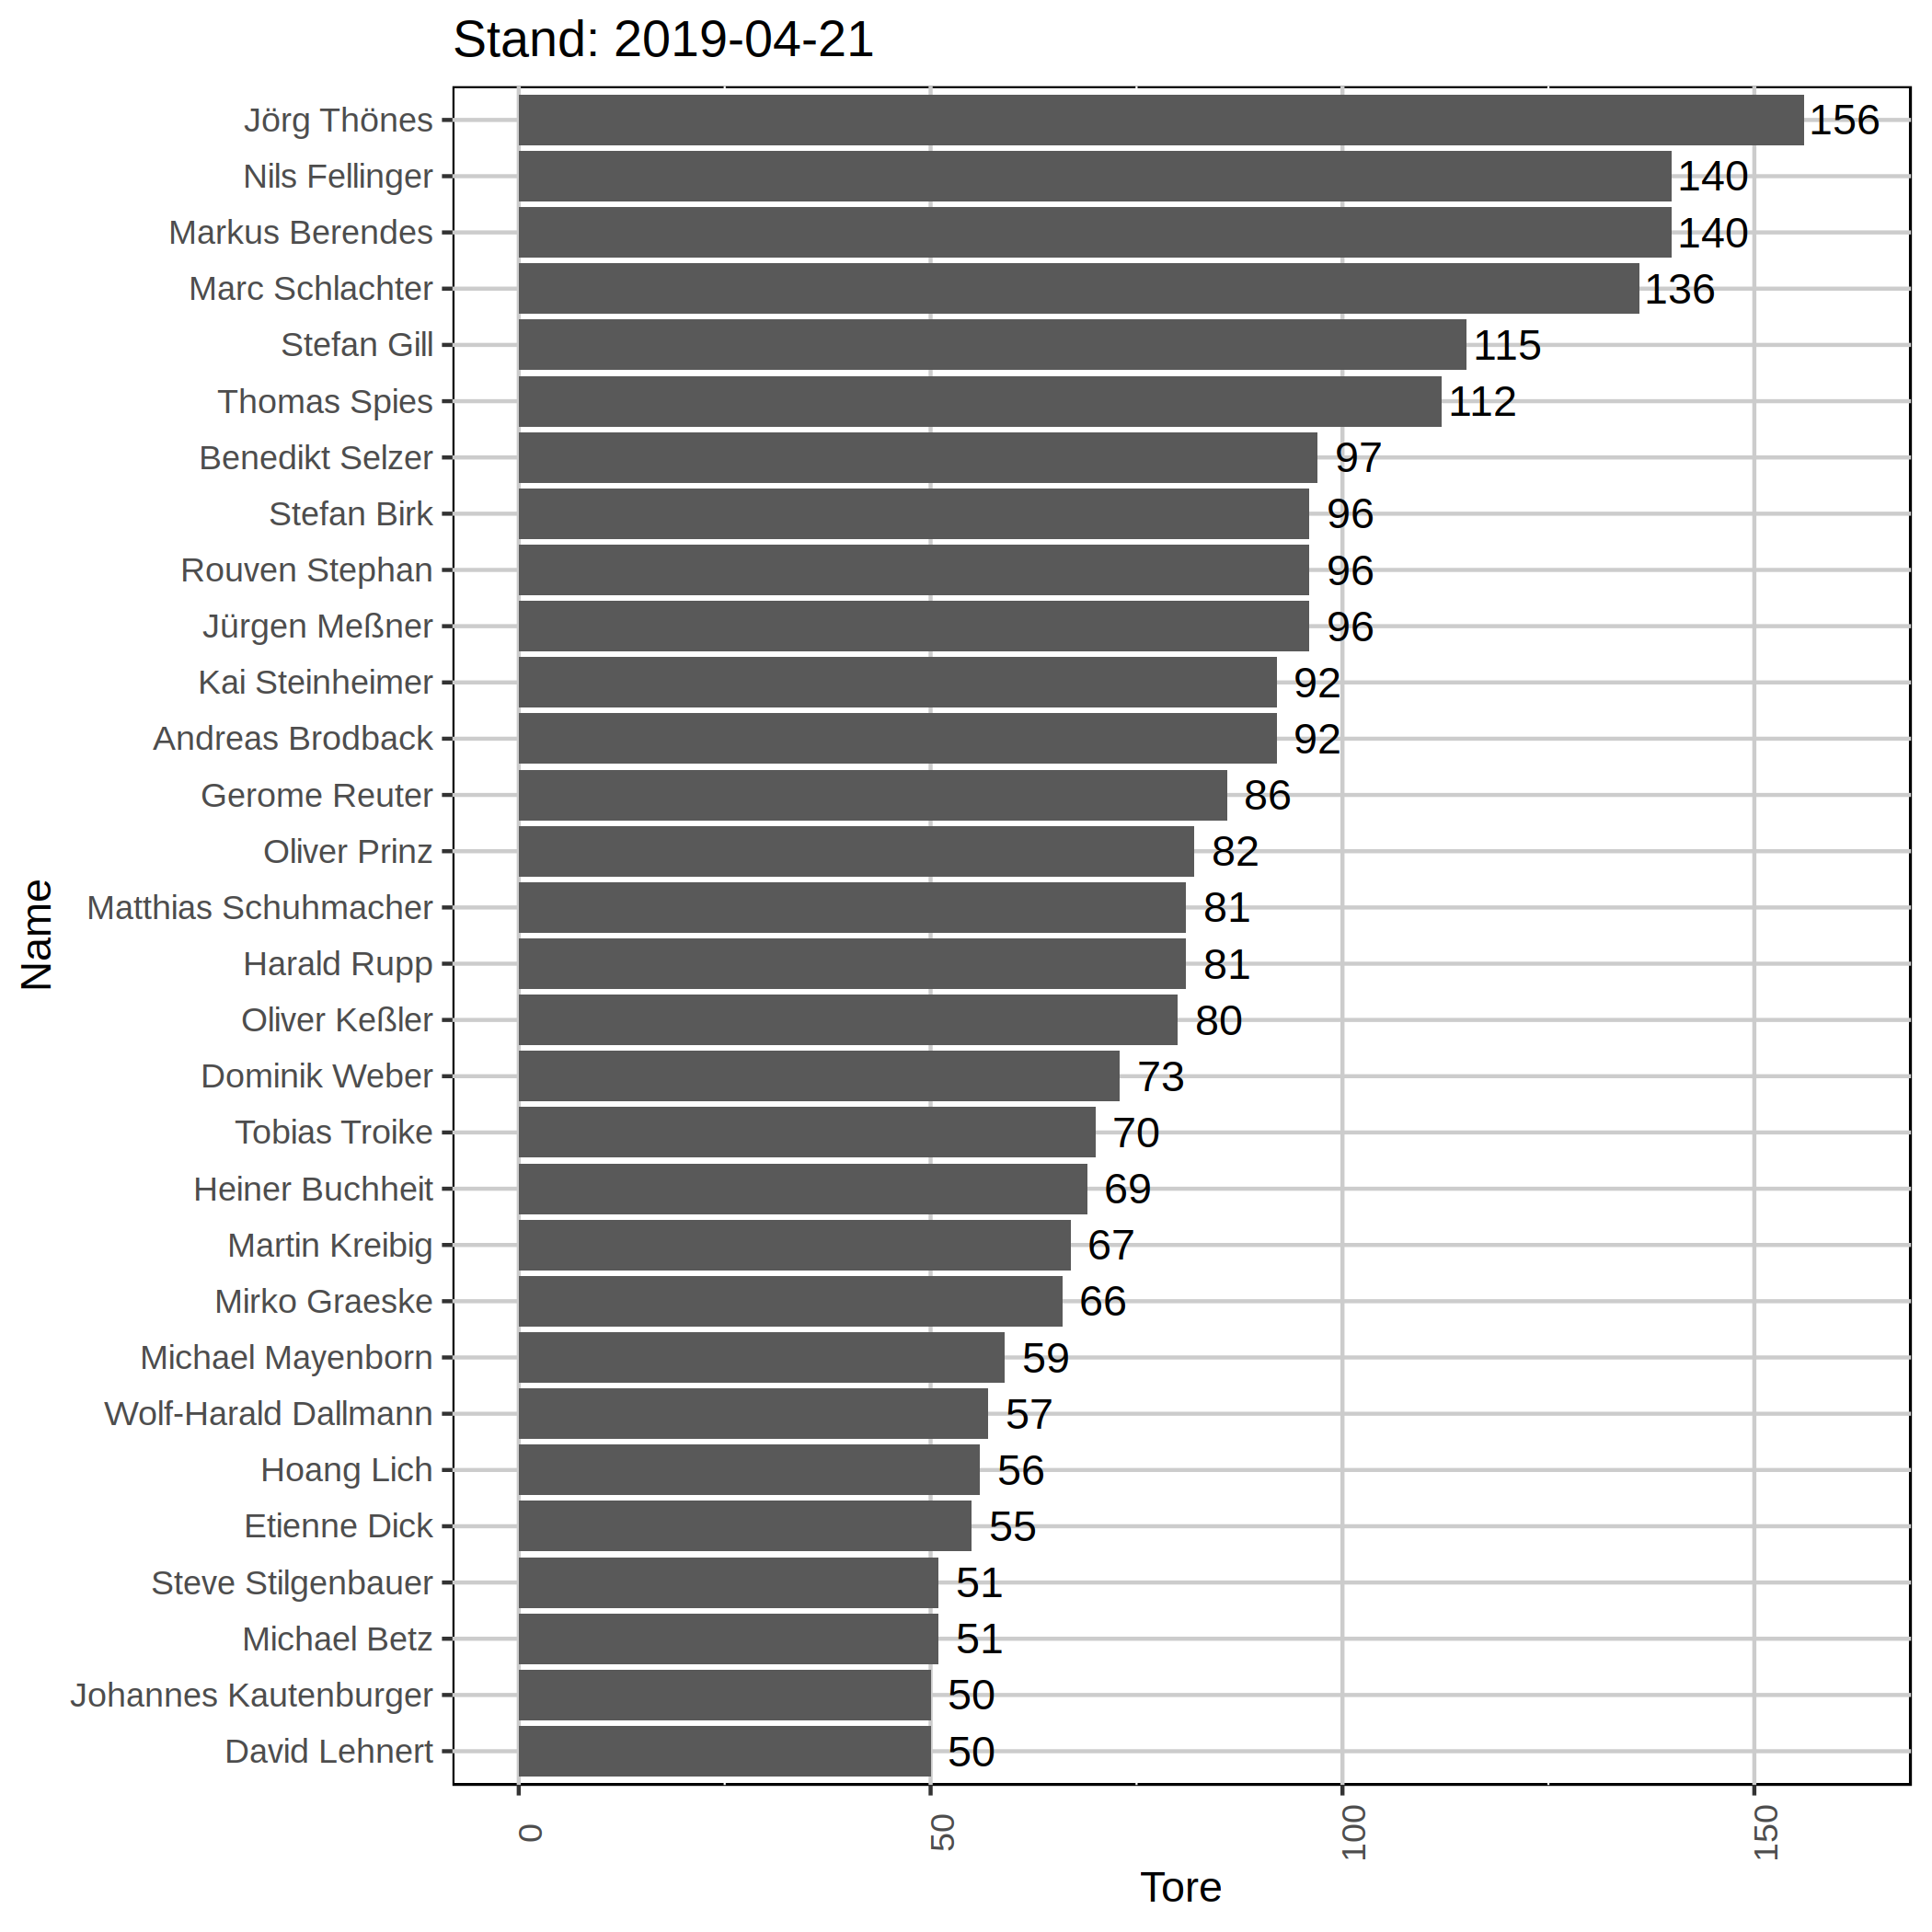 Stand: 2019-04-21
Jörg Thönes 156
Nils Fellinger 140
Markus Berendes 140
Marc Schlachter 136
Stefan Gill 115
Thomas Spies 112
Benedikt Selzer 97
Stefan Birk 96
Rouven Stephan 96
Jürgen Meßner 96
Kai Steinheimer 92
Andreas Brodback 92
Gerome Reuter 86
Oliver Prinz 82
Matthias Schuhmacher 81
Harald Rupp 81
Oliver Keßler 80
Dominik Weber 73
Tobias Troike 70
Heiner Buchheit 69
Martin Kreibig 67
Mirko Graeske 66
Michael Mayenborn 59
Wolf-Harald Dallmann 57
Hoang Lich 56
Etienne Dick 55
Steve Stilgenbauer 51
Michael Betz 51
Johannes Kautenburger 50
David Lehnert 50
Name
0 50 100 150
Tore